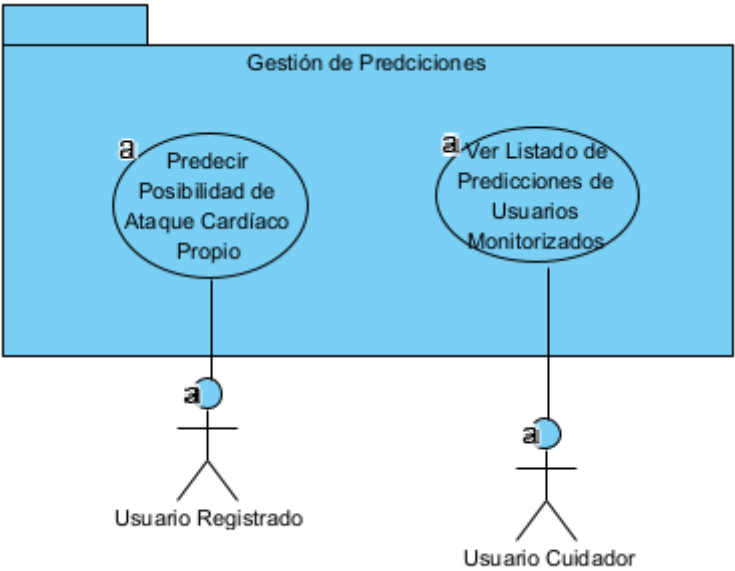 Gestión de Predciciones
a
Predecir
Posibilidad de
Ataque Cardíaco
Propio
a
Ver Listado de
Predicciones de
Usuarios
Monitorizados
a
Usuario Registrado
a
Usuario Cuidador